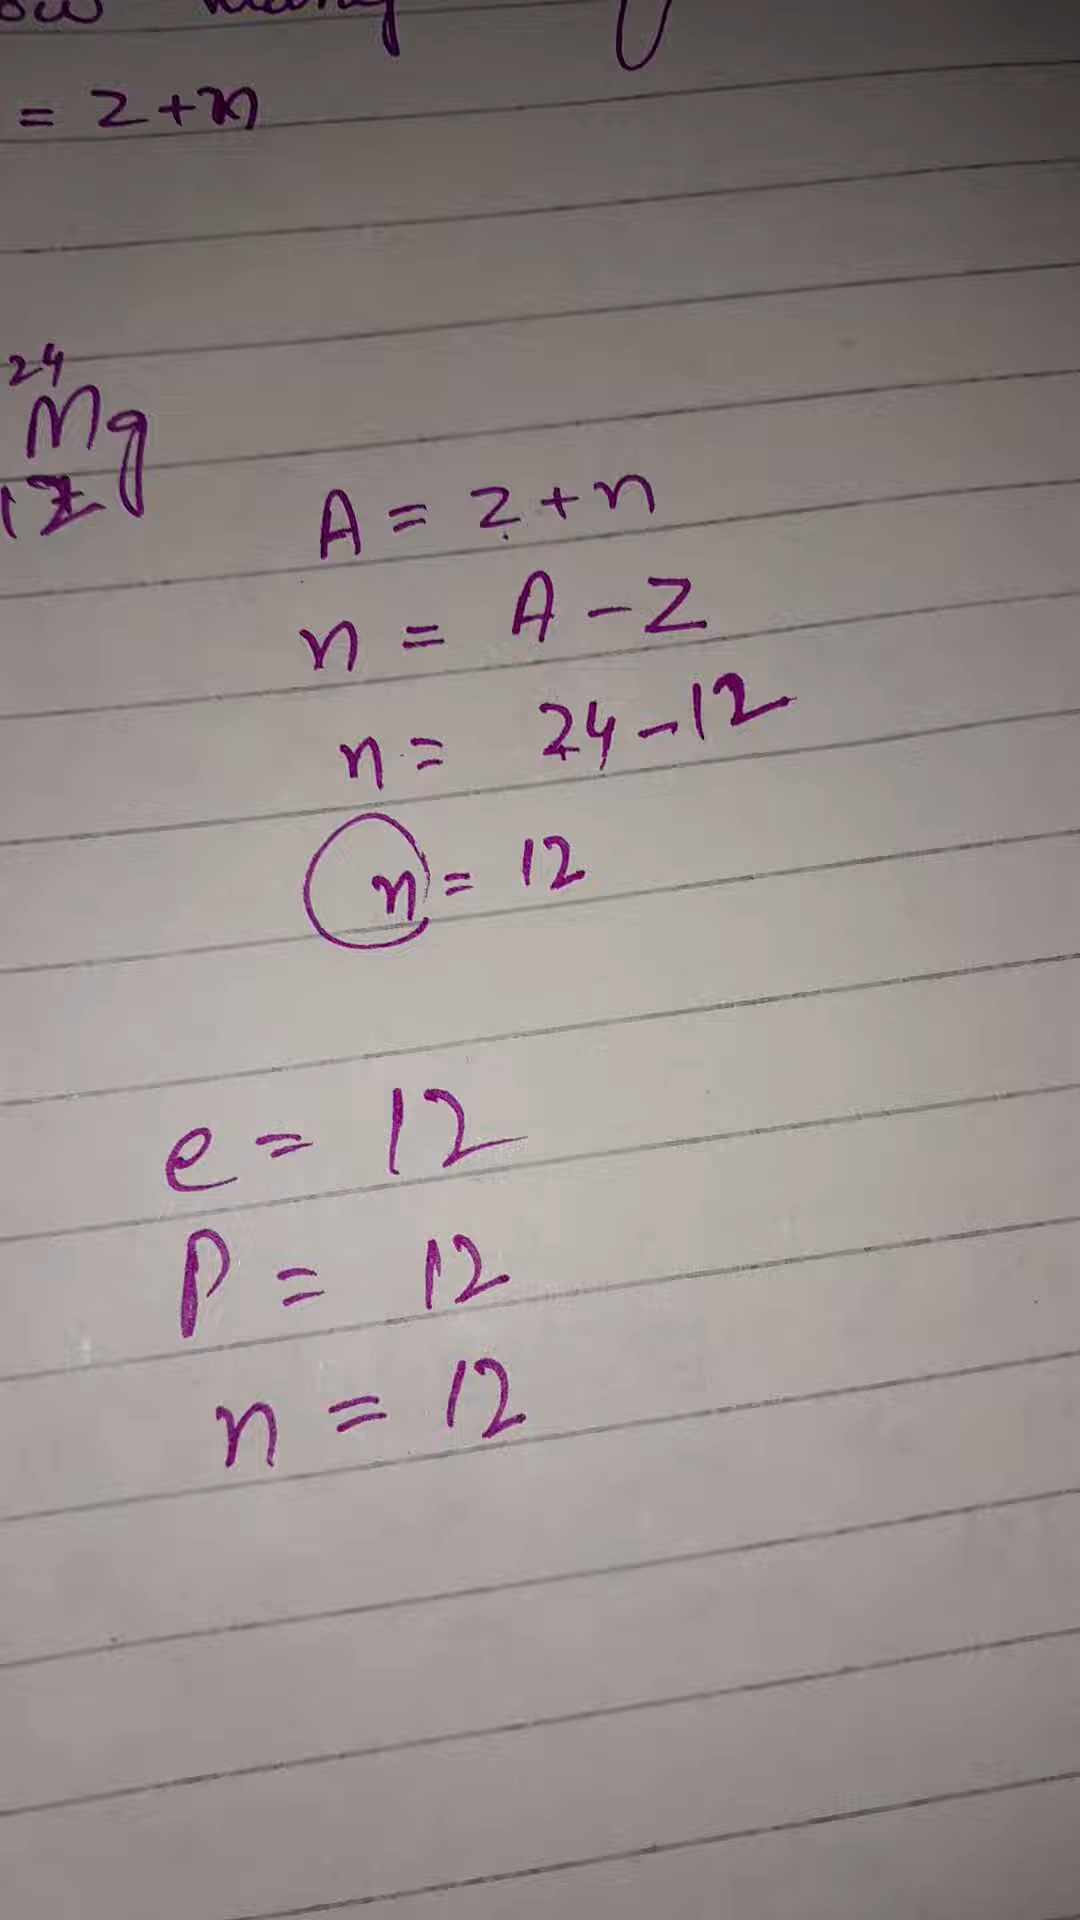 = Z + n
24
Mg
12
A = Z + n
n = A - Z
n = 24 - 12
n = 12
e = 12
P = 12
n = 12